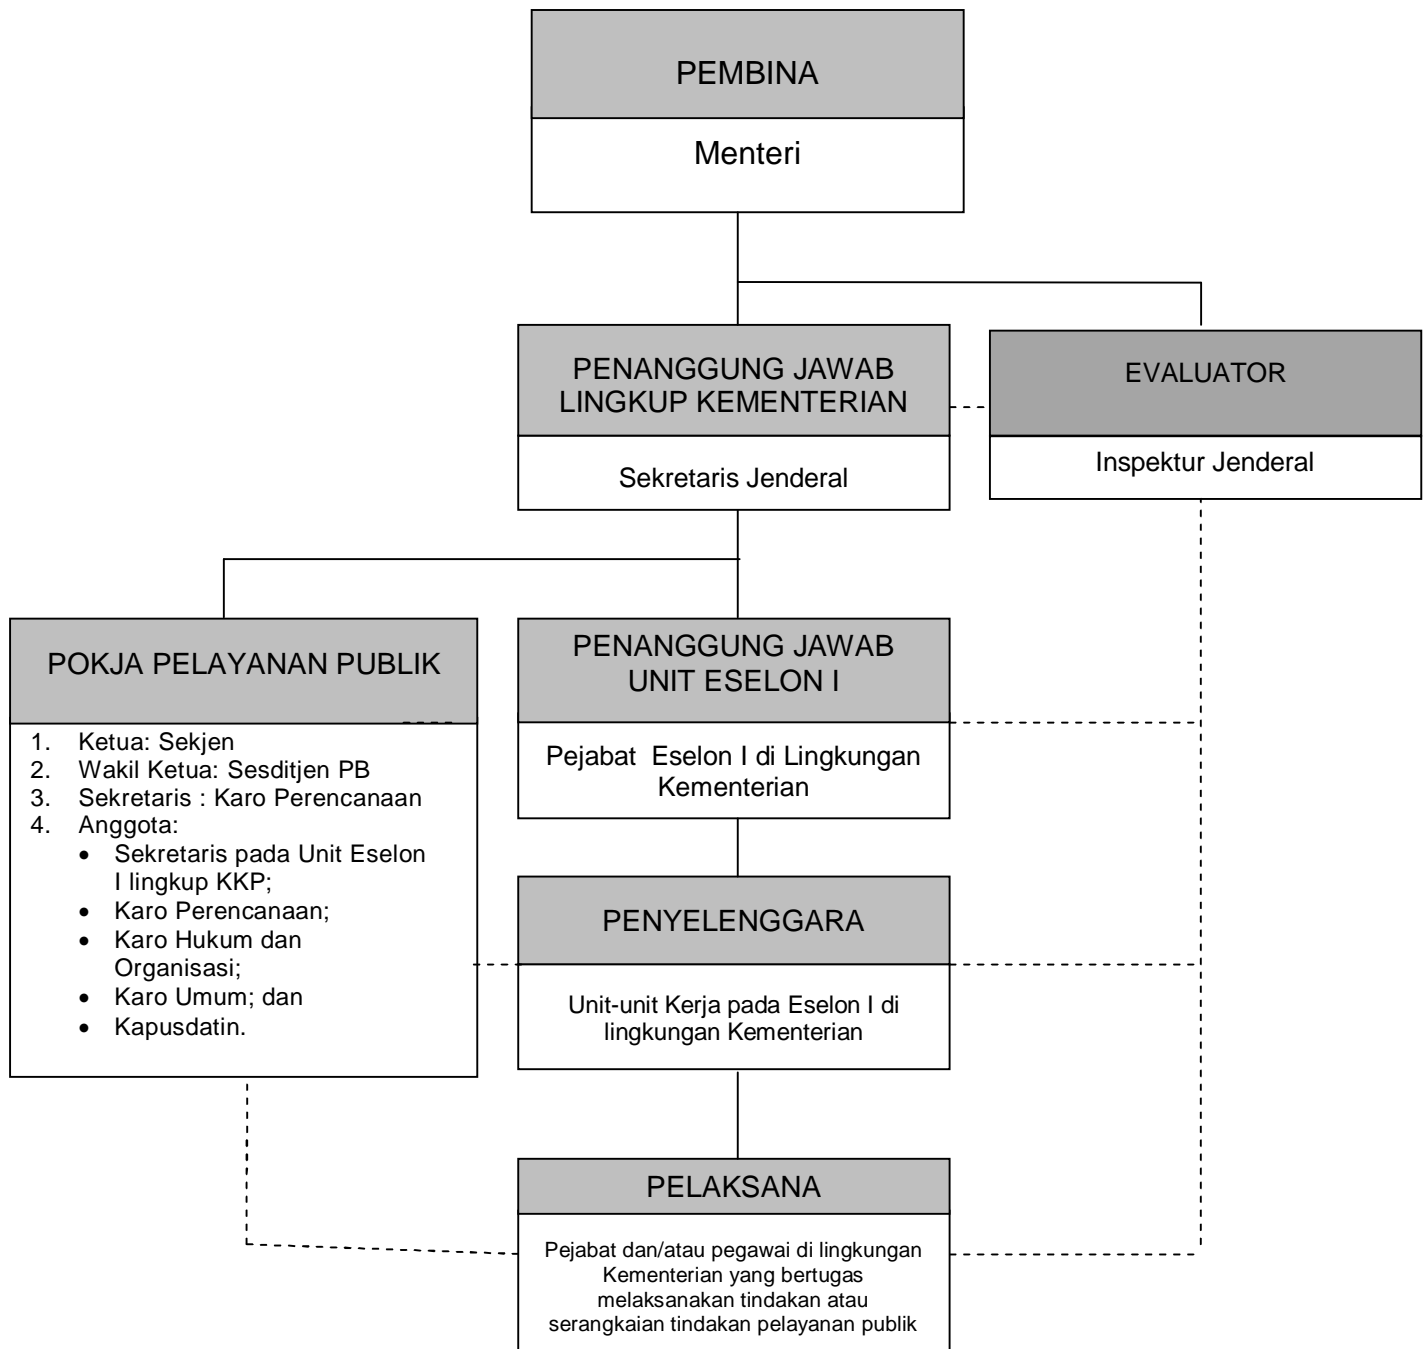 PEMBINA
Menteri
PENANGGUNG JAWAB
LINGKUP KEMENTERIAN
Sekretaris Jenderal
EVALUATOR
Inspektur Jenderal
POKJA PELAYANAN PUBLIK
1. Ketua: Sekjen
2. Wakil Ketua: Sesditjen PB
3. Sekretaris : Karo Perencanaan
4. Anggota:
• Sekretaris pada Unit Eselon
I lingkup KKP;
• Karo Perencanaan;
• Karo Hukum dan
Organisasi;
• Karo Umum; dan
• Kapusdatin.
PENANGGUNG JAWAB
UNIT ESELON I
Pejabat Eselon I di Lingkungan
Kementerian
PENYELENGGARA
Unit-unit Kerja pada Eselon I di
lingkungan Kementerian
PELAKSANA
Pejabat dan/atau pegawai di lingkungan
Kementerian yang bertugas
melaksanakan tindakan atau
serangkaian tindakan pelayanan publik